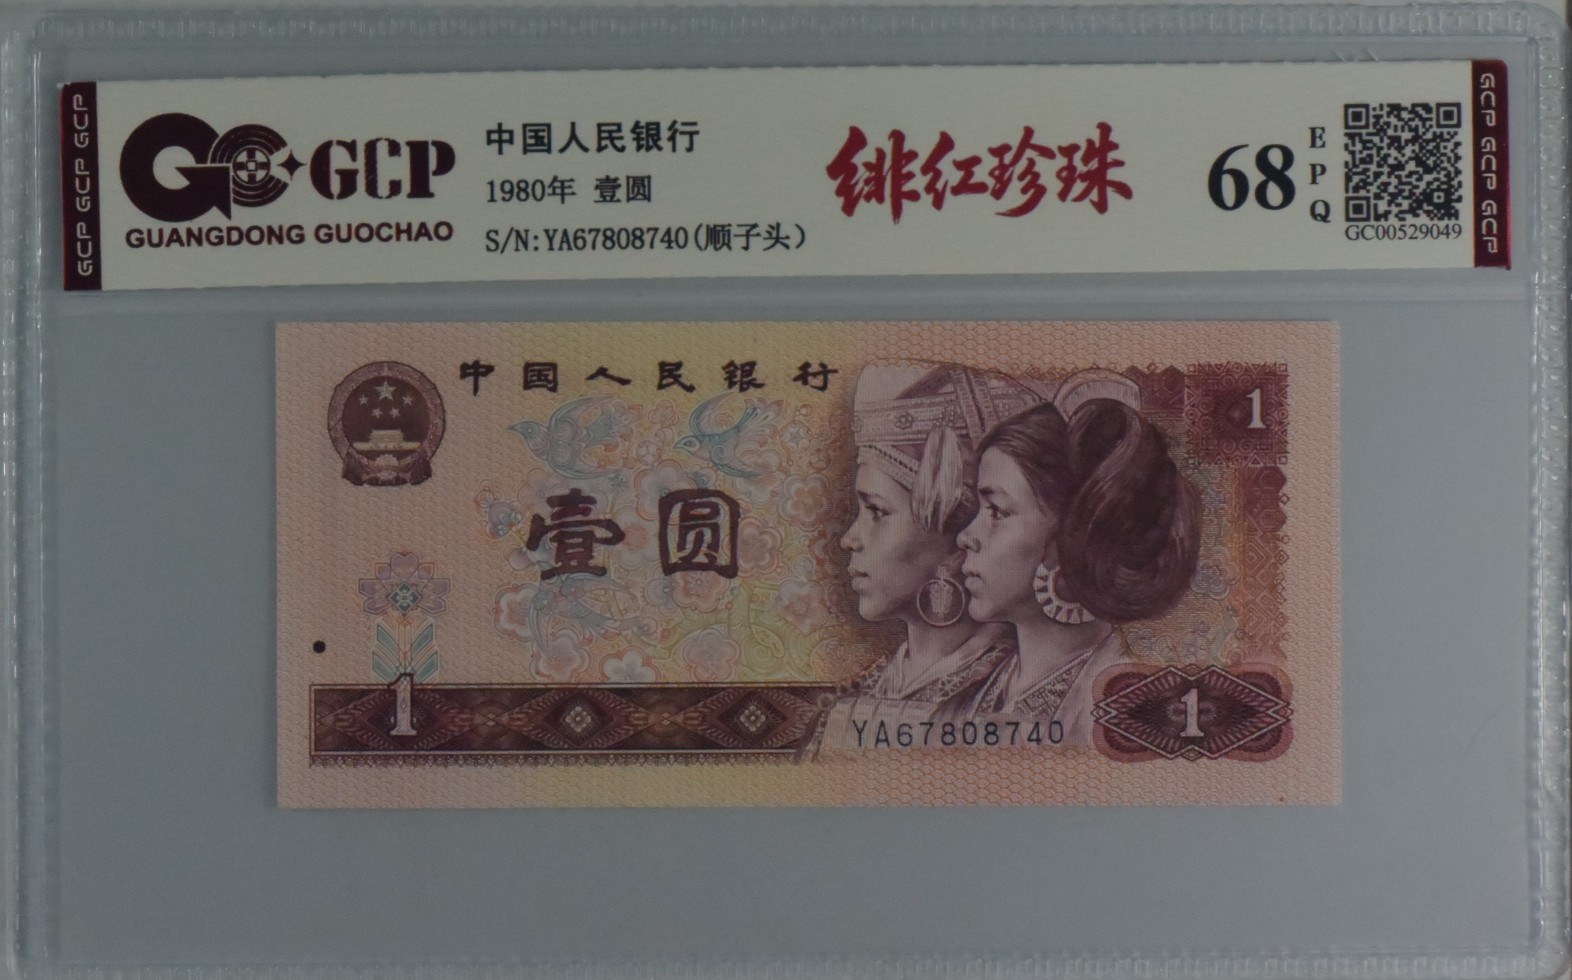 GCP GCP GCP
GCP
GUANGDONG GUOCHAO
中国人民银行
1980年 壹圆
S/N:YA67808740(顺子头)
绯红珍珠
68
EPQ
GC00529049
GCP GCP GCP
中国人民银行
1
壹圆
1
YA67808740
1